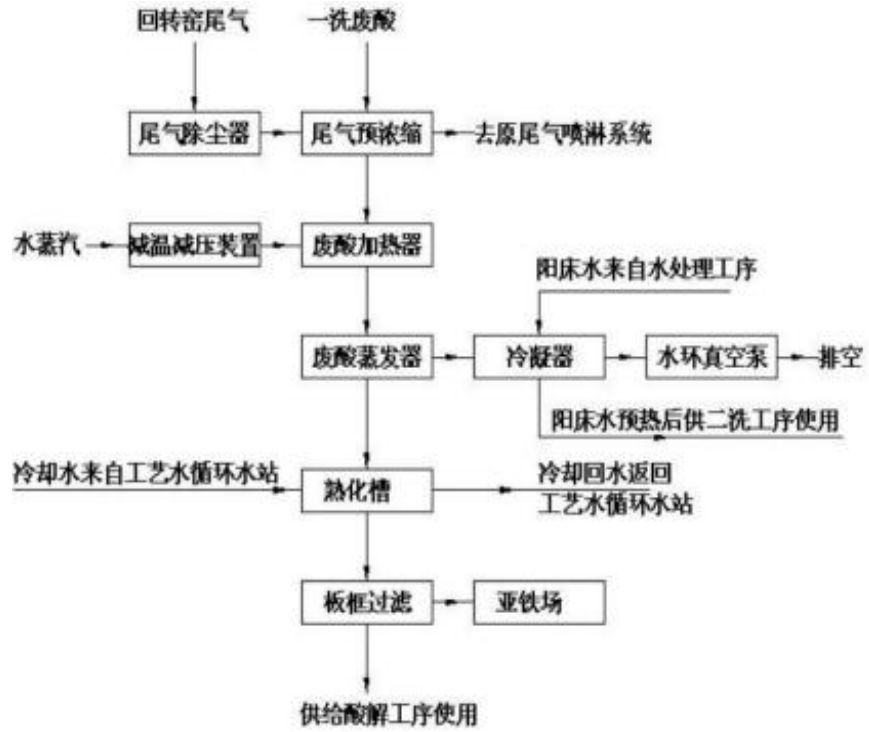 回转窑尾气
一洗废酸
尾气除尘器
尾气预浓缩
去原尾气喷淋系统
水蒸汽
减温减压装置
废酸加热器
阳床水来自水处理工序
废酸蒸发器
冷凝器
水环真空泵
排空
阳床水预热后供二洗工序使用
冷却水来自工艺水循环水站
熟化槽
冷却回水返回
工艺水循环水站
板框过滤
亚铁场
供给酸解工序使用